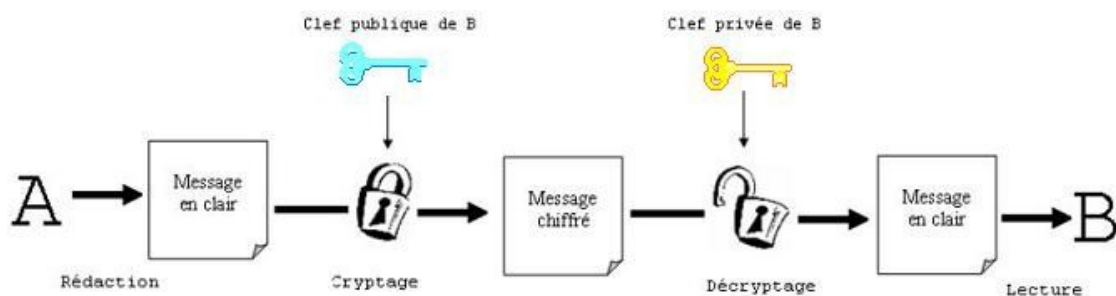 Clef publique de B
Clef privée de B
A
Message
en clair
Message
chiffré
Message
en clair
B
Rédaction
Cryptage
Décryptage
Lecture